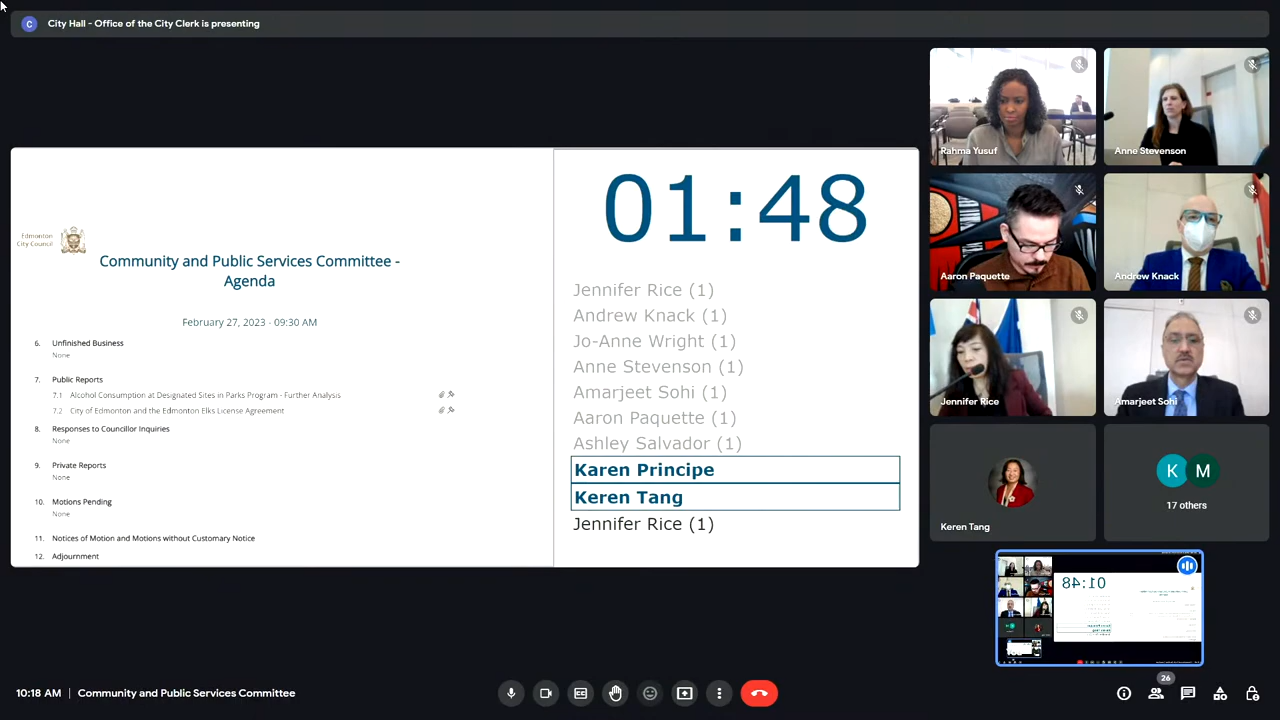 C City Hall - Office of the City Clerk is presenting
Edmonton
City Council
Community and Public Services Committee -
Agenda
February 27, 2023 - 09:30 AM
6. Unfinished Business
None
7. Public Reports
7.1 Alcohol Consumption at Designated Sites in Parks Program - Further Analysis
7.2 City of Edmonton and the Edmonton Elks License Agreement
8. Responses to Councillor Inquiries
None
9. Private Reports
None
10. Motions Pending
None
11. Notices of Motion and Motions without Customary Notice
12. Adjournment
01:48
Jennifer Rice (1)
Andrew Knack (1)
Jo-Anne Wright (1)
Anne Stevenson (1)
Amarjeet Sohi (1)
Aaron Paquette (1)
Ashley Salvador (1)
Karen Principe
Keren Tang
Jennifer Rice (1)
Rahma Yusuf
Anne Stevenson
Aaron Paquette
Andrew Knack
Jennifer Rice
Amarjeet Sohi
Keren Tang
K M
17 others
01:48
10:18 AM | Community and Public Services Committee
26